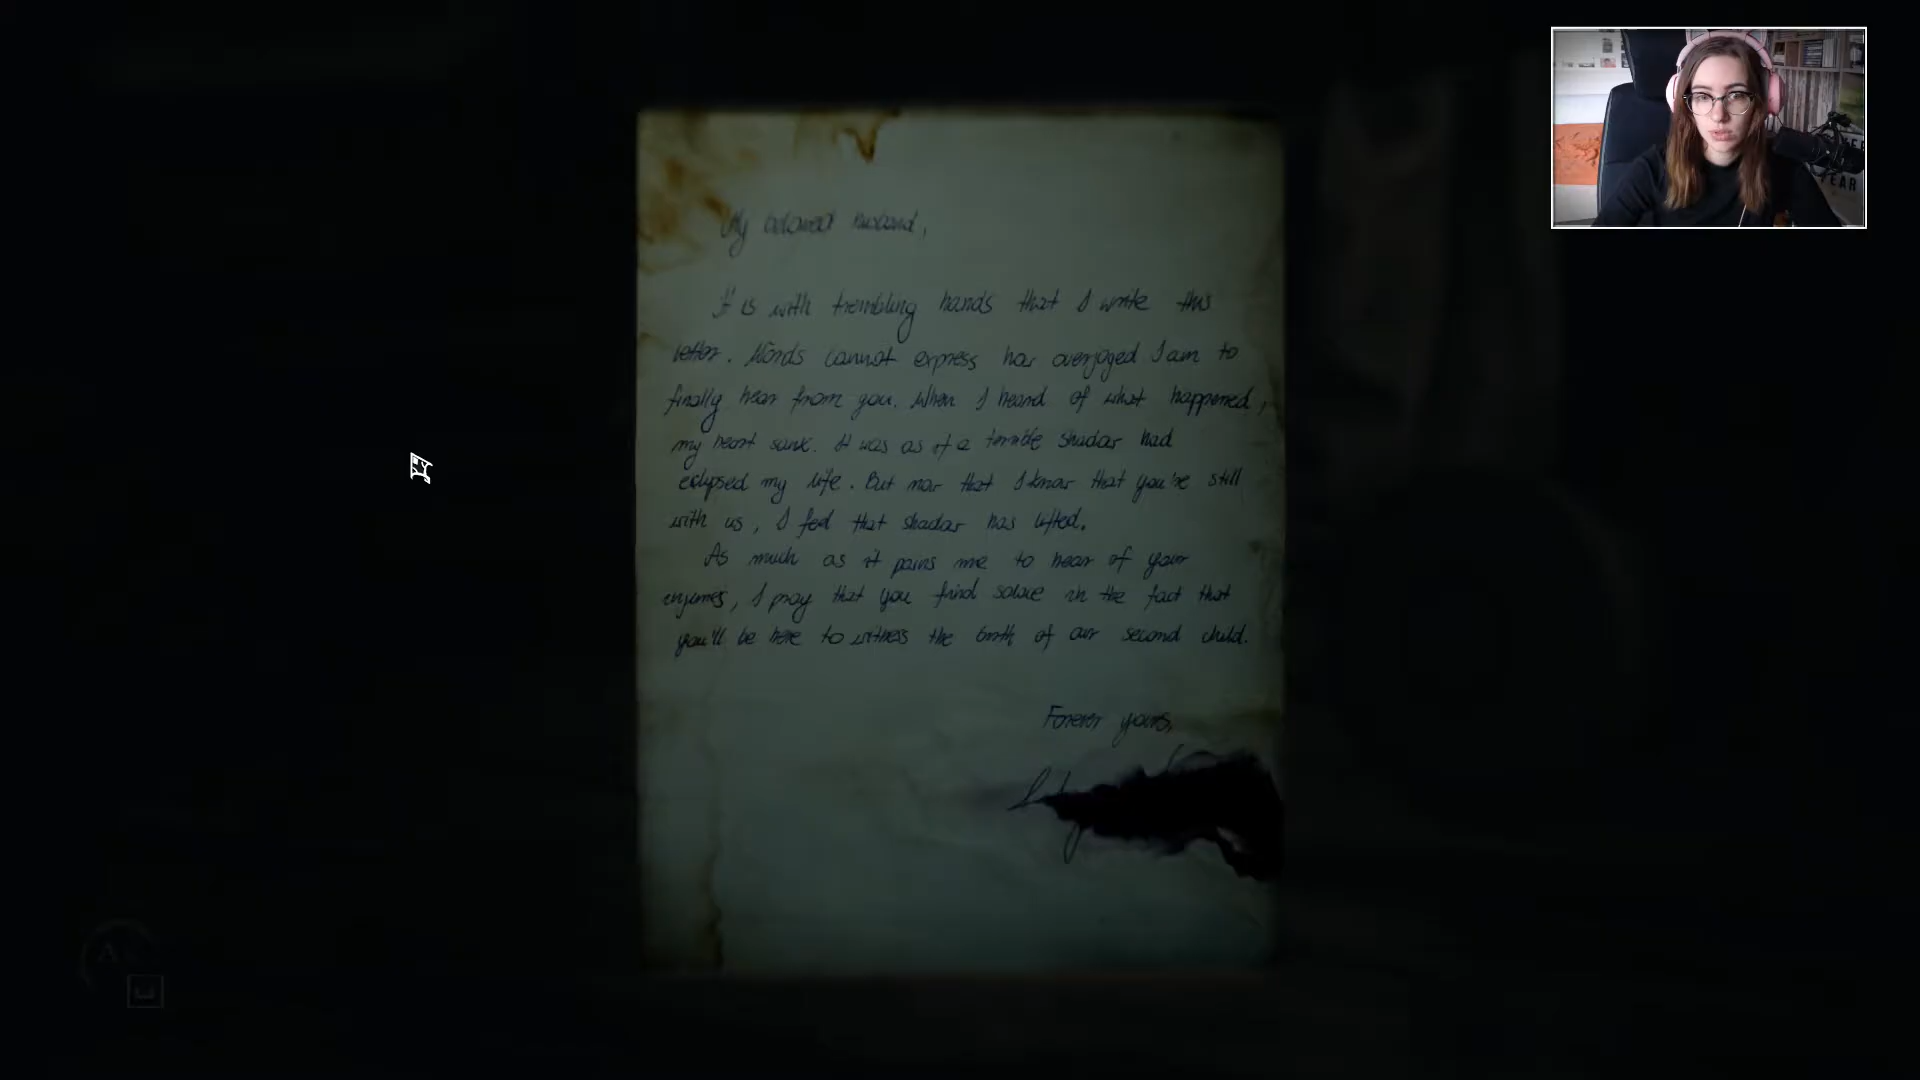 My beloved husband,
It is with trembling hands that I write this
letter. Words cannot express how overjoyed I am to
finally hear from you. When I heard of what happened,
my heart sank. It was as if a terrible shadow had
eclipsed my life. But now that I know that you're still
with us, I feel that shadow has lifted.
As much as it pains me to hear of your
injuries, I pray that you find solace in the fact that
you'll be here to witness the birth of our second child.
Forever yours,